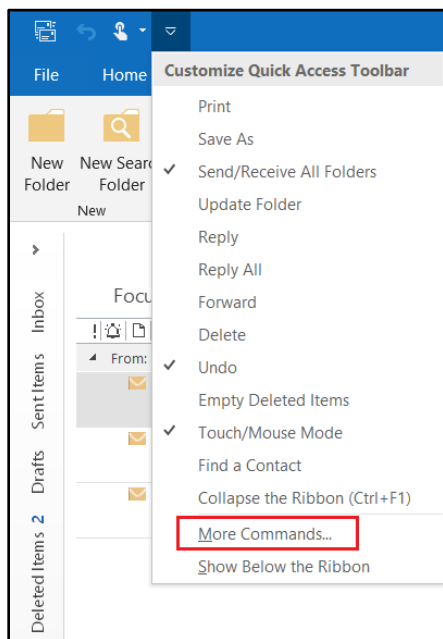 File
Home
Customize Quick Access Toolbar
Print
Save As
Send/Receive All Folders
Update Folder
Reply
Reply All
Forward
Delete
Undo
Empty Deleted Items
Touch/Mouse Mode
Find a Contact
Collapse the Ribbon (Ctrl+F1)
More Commands...
Show Below the Ribbon
New
Folder
New Sear
Folder
New
Focu
From:
Inbox
Sent Items
Drafts
Deleted Items 2